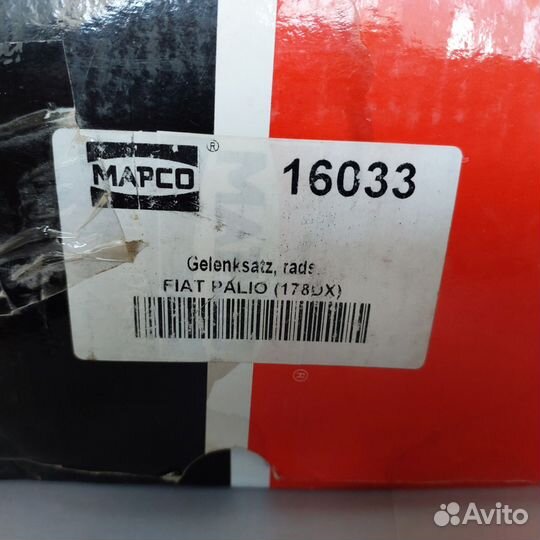 MAPCO ® 16033
Gelenksatz, rads.
FIAT PALIO (178DX)
®
Avito